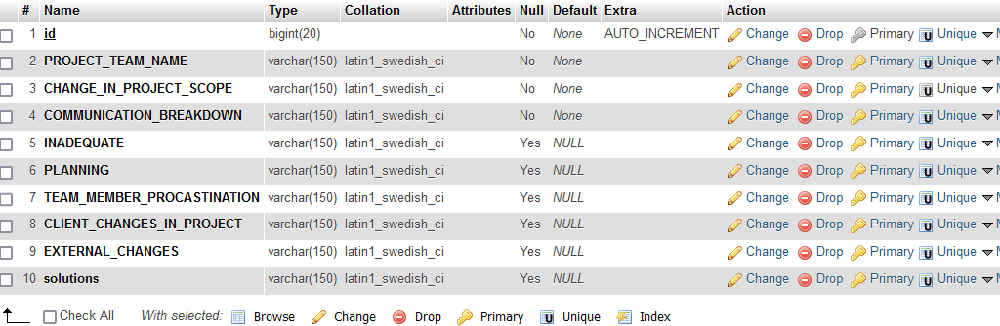 # Name Type Collation Attributes Null Default Extra Action
1 id bigint(20) No None AUTO_INCREMENT Change Drop Primary Unique M
2 PROJECT_TEAM_NAME varchar(150) latin1_swedish_ci No None Change Drop Primary Unique
3 CHANGE_IN_PROJECT_SCOPE varchar(150) latin1_swedish_ci No None Change Drop Primary Unique
4 COMMUNICATION_BREAKDOWN varchar(150) latin1_swedish_ci No None Change Drop Primary Unique
5 INADEQUATE varchar(150) latin1_swedish_ci Yes NULL Change Drop Primary Unique
6 PLANNING varchar(150) latin1_swedish_ci Yes NULL Change Drop Primary Unique
7 TEAM_MEMBER_PROCASTINATION varchar(150) latin1_swedish_ci Yes NULL Change Drop Primary Unique
8 CLIENT_CHANGES_IN_PROJECT varchar(150) latin1_swedish_ci Yes NULL Change Drop Primary Unique
9 EXTERNAL_CHANGES varchar(150) latin1_swedish_ci Yes NULL Change Drop Primary Unique
10 solutions varchar(150) latin1_swedish_ci Yes NULL Change Drop Primary Unique
Check All With selected: Browse Change Drop Primary Unique Index